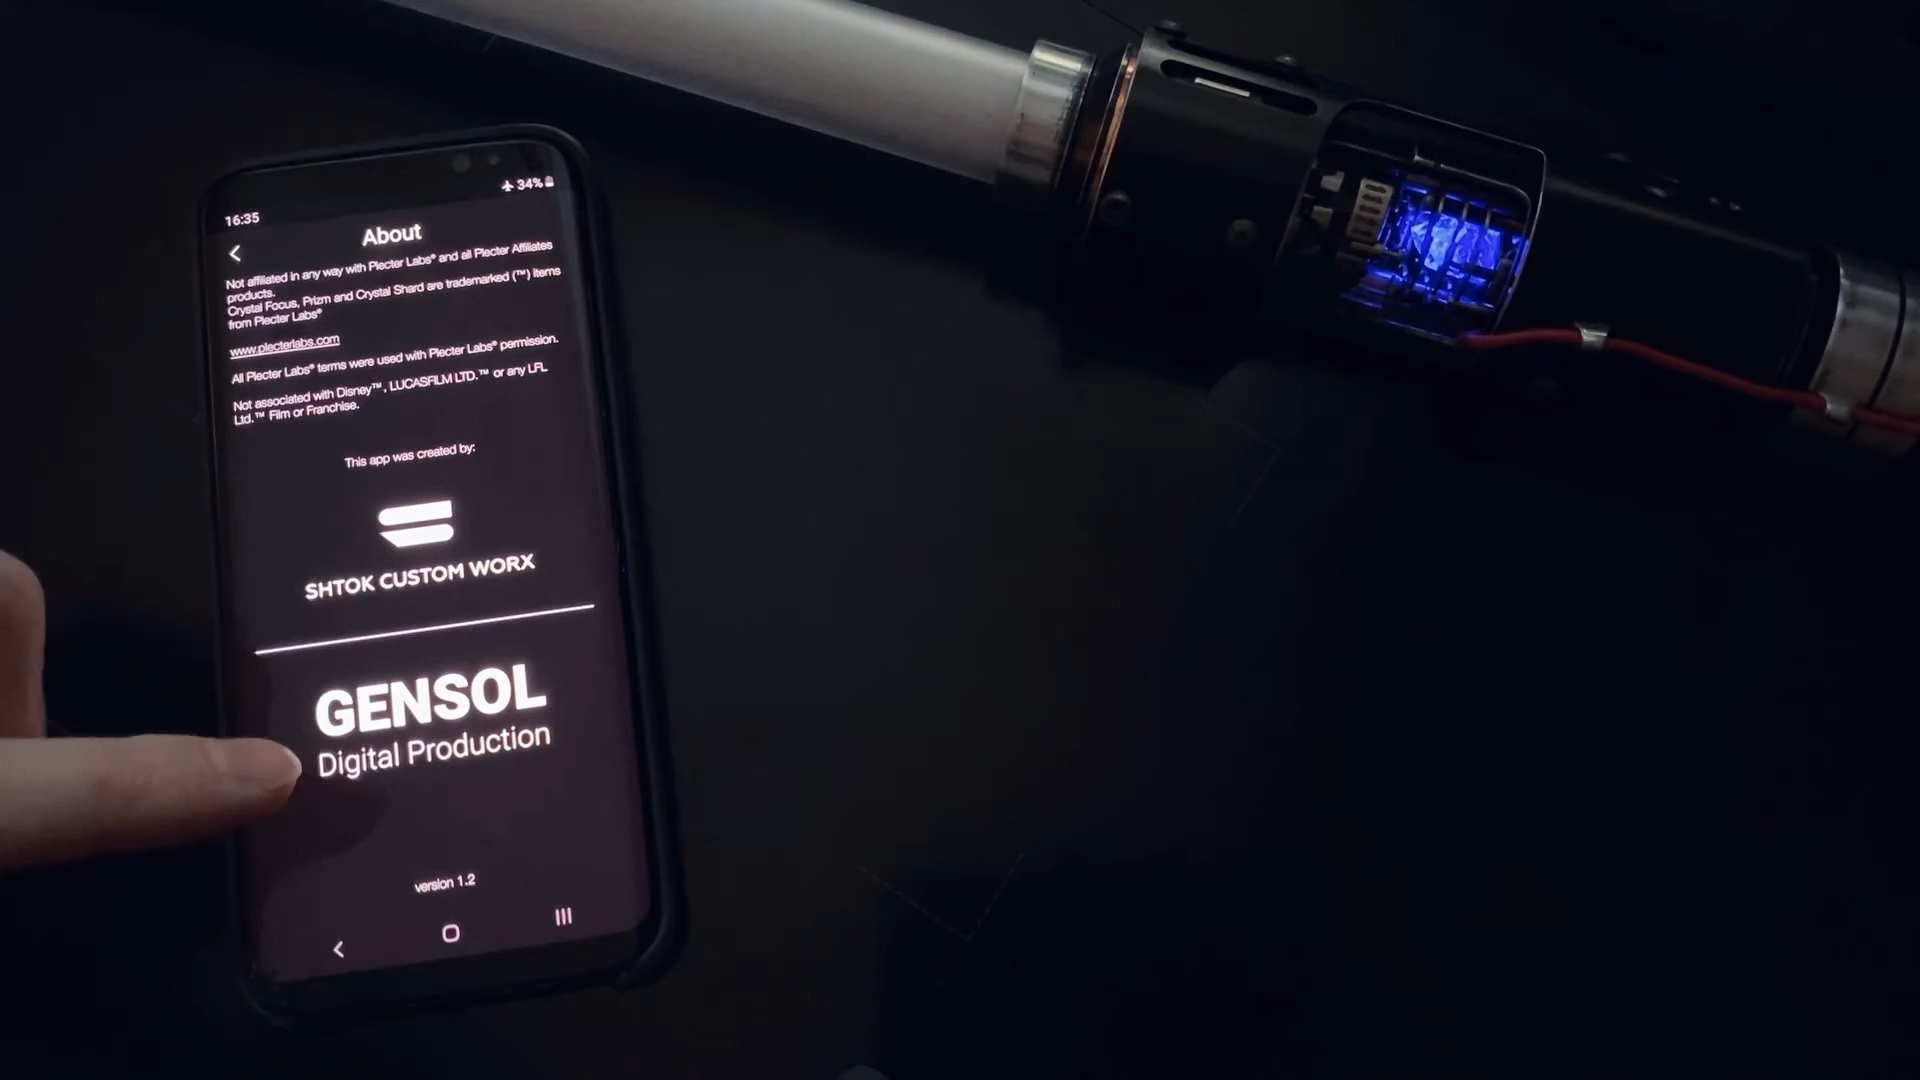 16:35
34%
About
Not affiliated in any way with Plecter Labs® and all Plecter Affiliates
products.
Crystal Focus, Prizm and Crystal Shard are trademarked (™) items
from Plecter Labs®
www.plecterlabs.com
All Plecter Labs® terms were used with Plecter Labs® permission.
Not associated with Disney™, LUCASFILM LTD.™ or any LFL
Ltd.™ Film or Franchise.
This app was created by:
SHTOK CUSTOM WORX
GENSOL
Digital Production
version 1.2